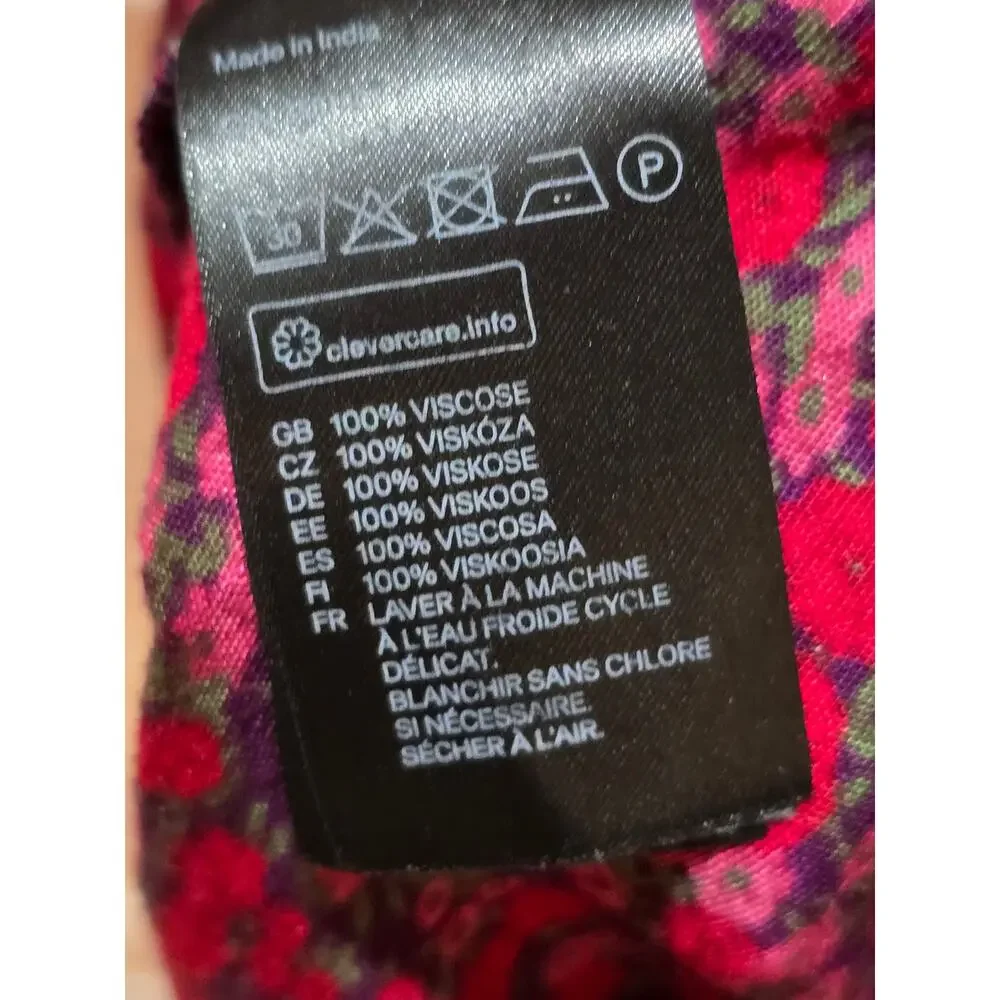 Made in India
30
P
clevercare.info
GB 100% VISCOSE
CZ 100% VISKÓZA
DE 100% VISKOSE
EE 100% VISKOOS
ES 100% VISCOSA
FI 100% VISKOOSIA
FR LAVER À LA MACHINE
À L'EAU FROIDE CYCLE
DÉLICAT.
BLANCHIR SANS CHLORE
SI NÉCESSAIRE.
SÉCHER À L'AIR.